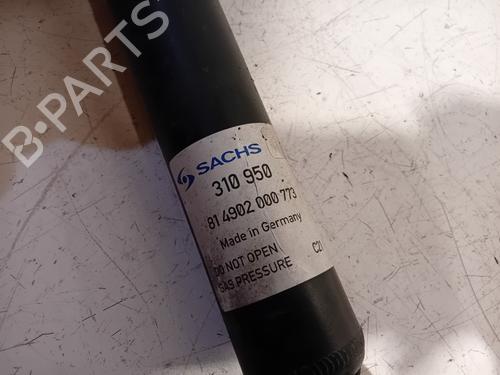 B-PARTS
SACHS
310 950
81 4902 000 773
Made in Germany
DO NOT OPEN
GAS PRESSURE
C21